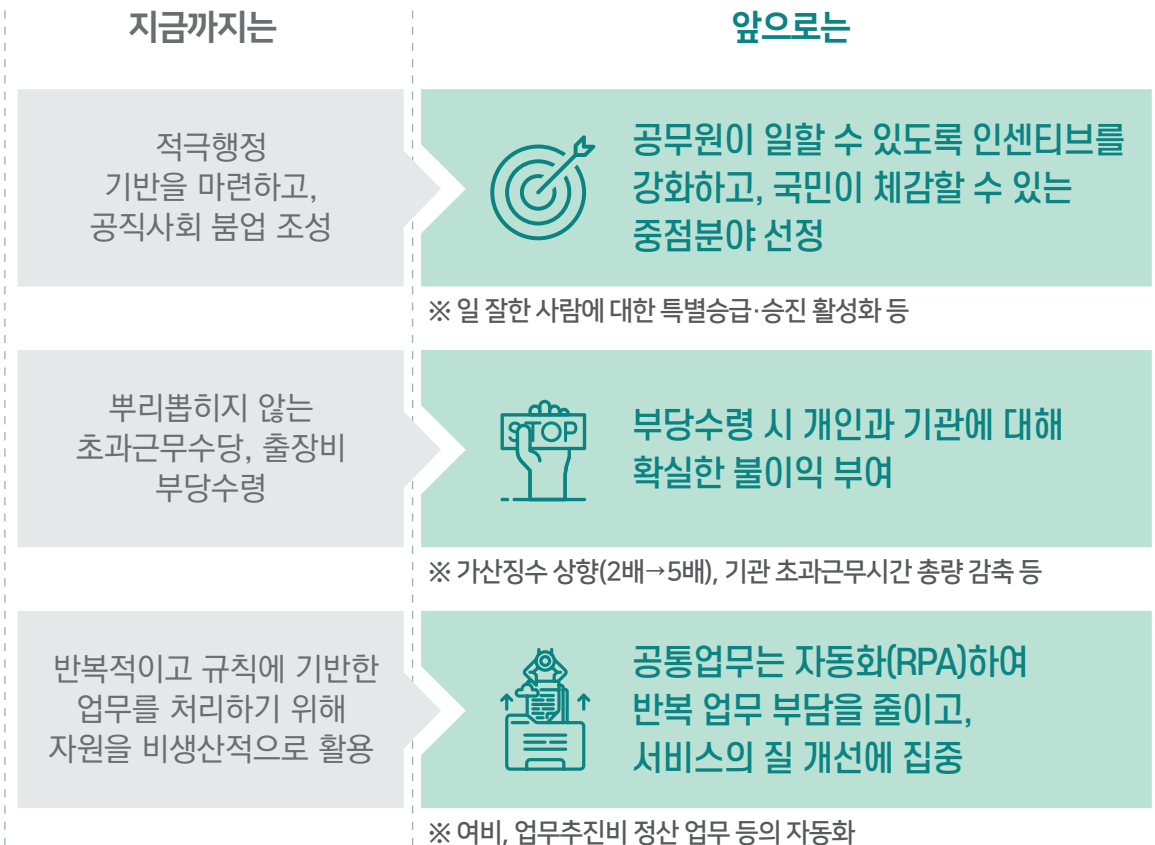 지금까지는
앞으로는
적극행정
기반을 마련하고,
공직사회 붐업 조성
공무원이 일할 수 있도록 인센티브를
강화하고, 국민이 체감할 수 있는
중점분야 선정
※ 일 잘한 사람에 대한 특별승급·승진 활성화 등
뿌리뽑히지 않는
초과근무수당, 출장비
부당수령
STOP
부당수령 시 개인과 기관에 대해
확실한 불이익 부여
※ 가산징수 상향(2배→5배), 기관 초과근무시간 총량 감축 등
반복적이고 규칙에 기반한
업무를 처리하기 위해
자원을 비생산적으로 활용
공통업무는 자동화(RPA)하여
반복 업무 부담을 줄이고,
서비스의 질 개선에 집중
※ 여비, 업무추진비 정산 업무 등의 자동화